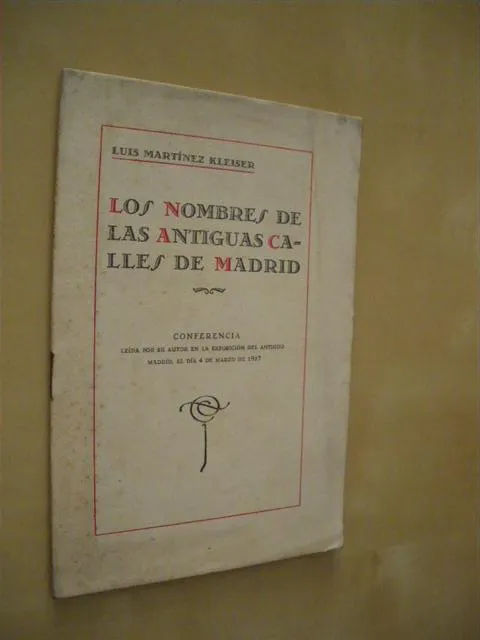 LUIS MARTÍNEZ KLEISER
LOS NOMBRES DE
LAS ANTIGUAS CA-
LLES DE MADRID
CONFERENCIA
LEÍDA POR SU AUTOR EN LA EXPOSICIÓN DEL ANTIGUO
MADRID, EL DÍA 4 DE MARZO DE 1927